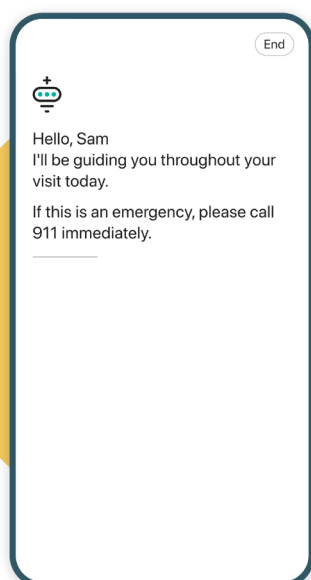 End
Hello, Sam
I'll be guiding you throughout your
visit today.
If this is an emergency, please call
911 immediately.